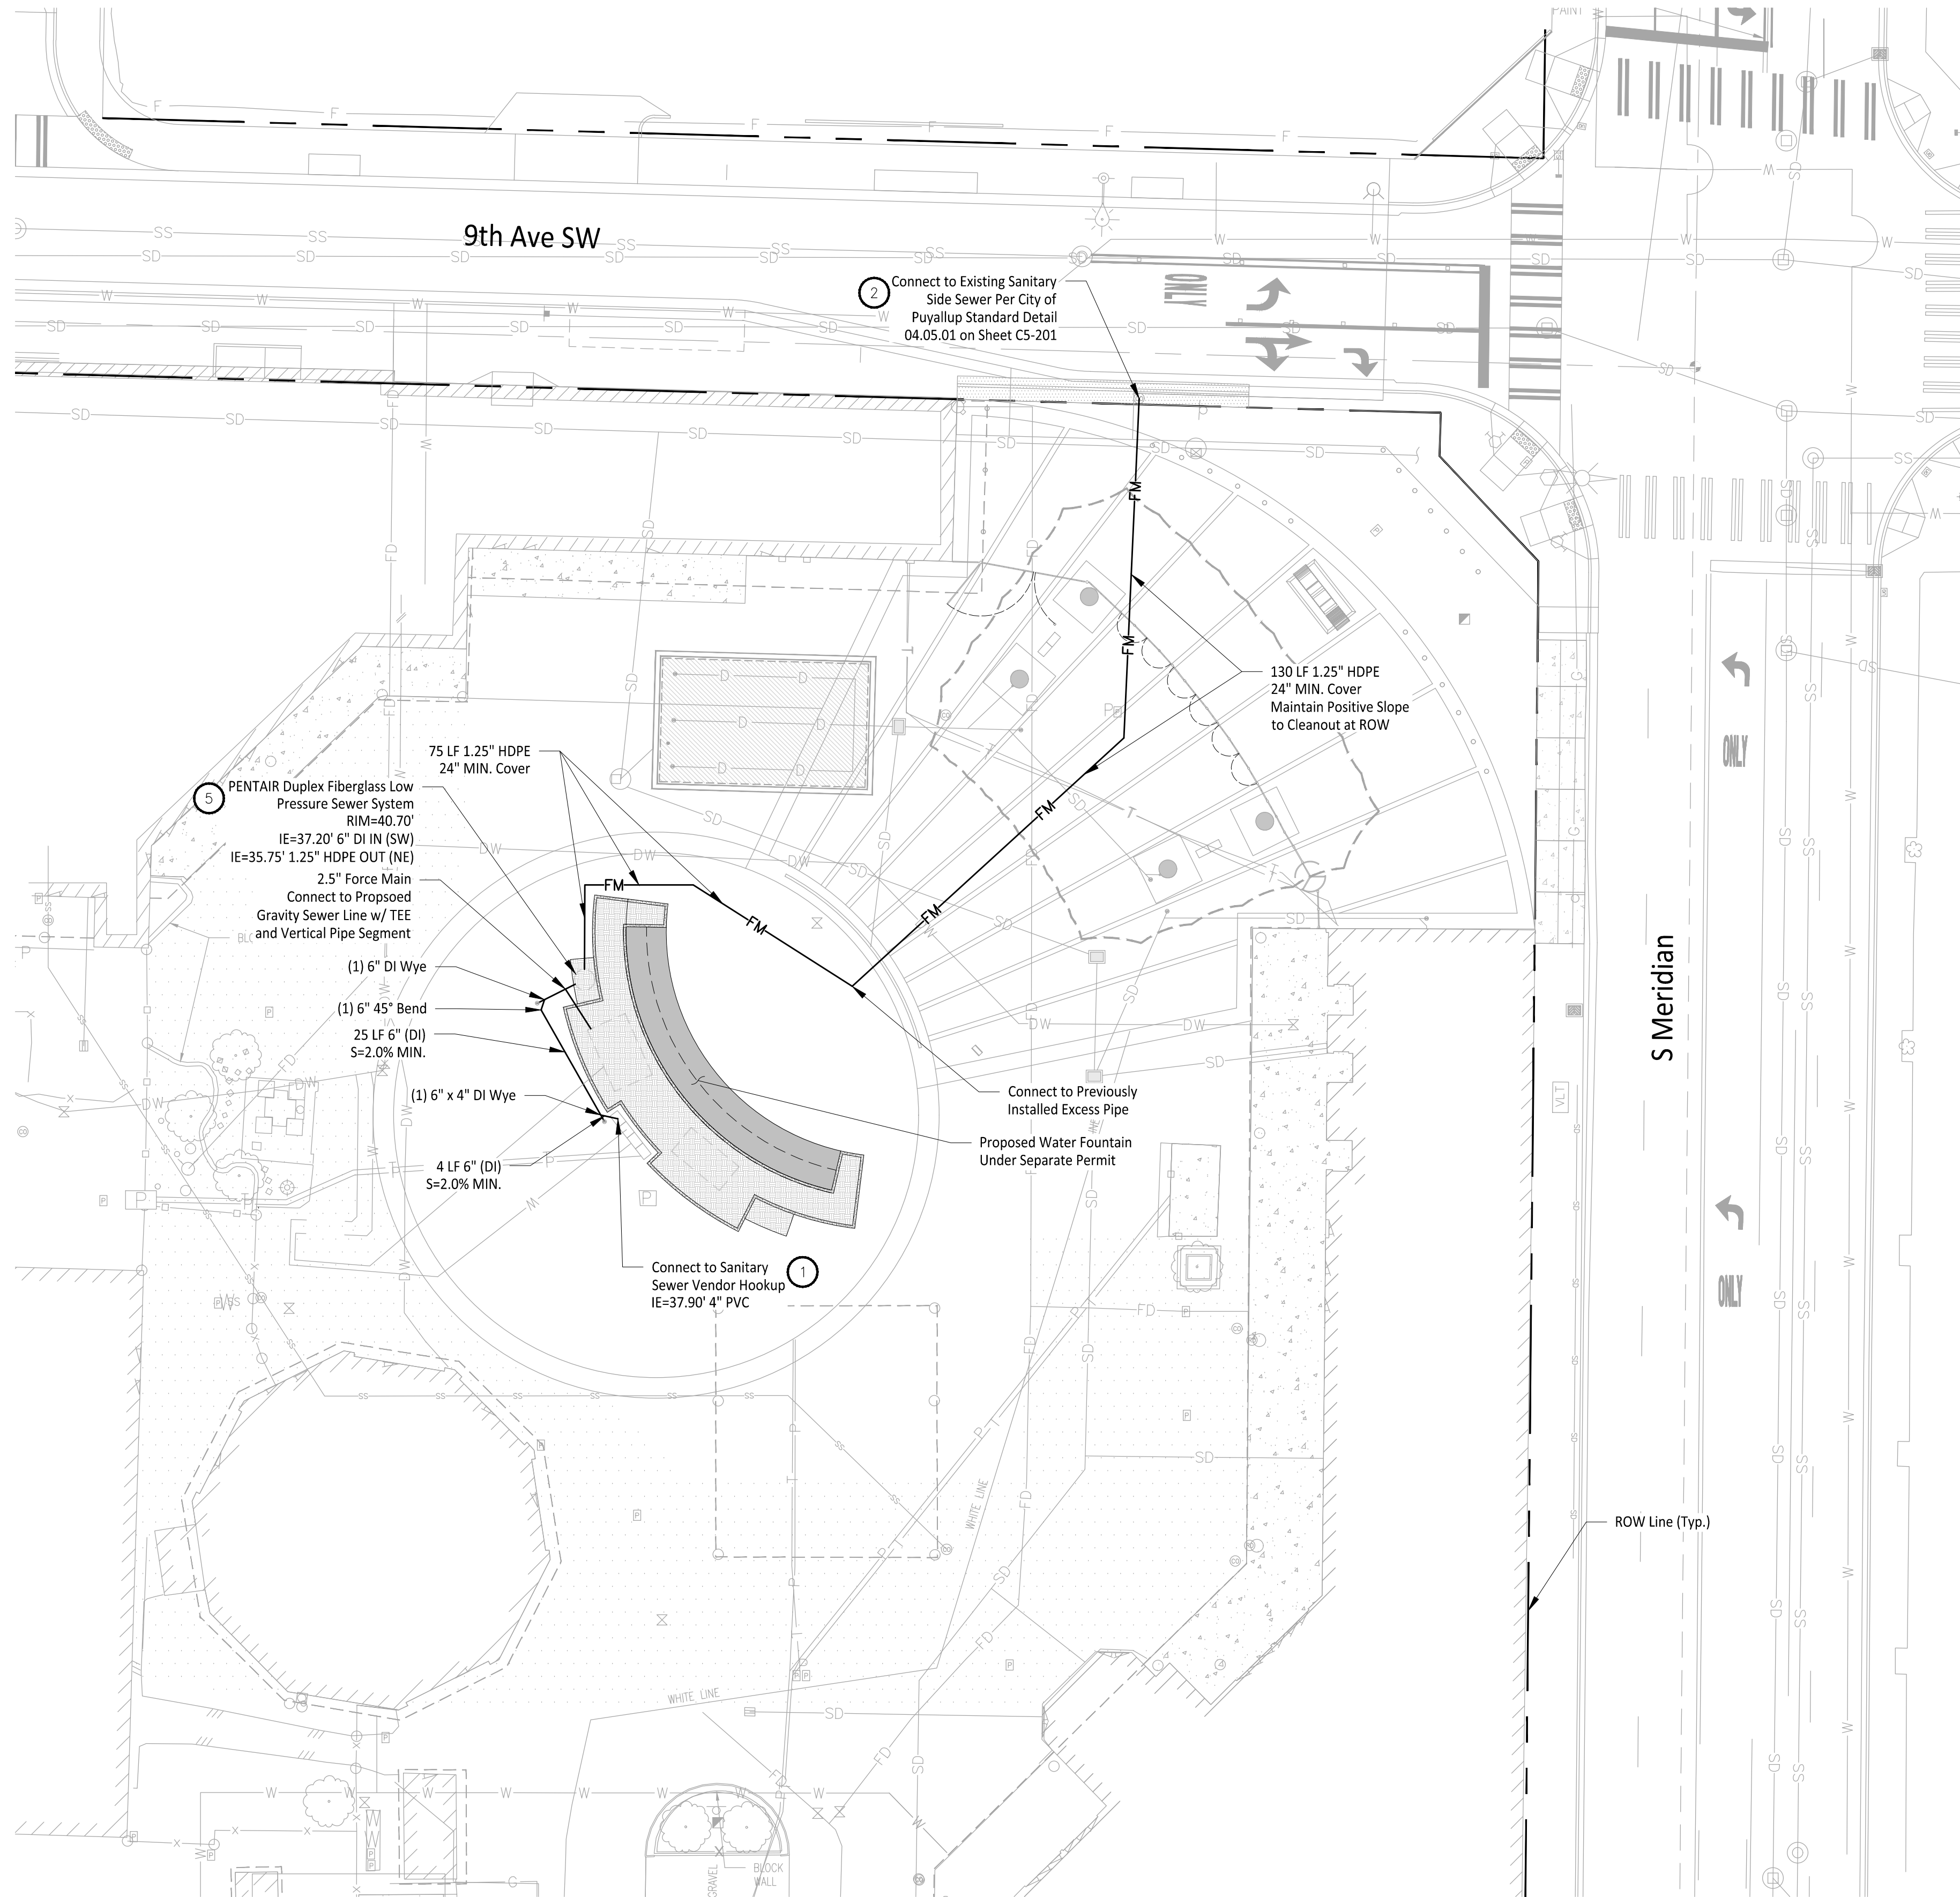 PAINT
9th Ave SW
2
Connect to Existing Sanitary
Side Sewer Per City of
Puyallup Standard Detail
04.05.01 on Sheet C5-201
ONLY
130 LF 1.25" HDPE
24" MIN. Cover
Maintain Positive Slope
to Cleanout at ROW
75 LF 1.25" HDPE
24" MIN. Cover
5
PENTAIR Duplex Fiberglass Low
Pressure Sewer System
RIM=40.70'
IE=37.20' 6" DI IN (SW)
IE=35.75' 1.25" HDPE OUT (NE)
2.5" Force Main
Connect to Propsoed
Gravity Sewer Line w/ TEE
and Vertical Pipe Segment
(1) 6" DI Wye
(1) 6" 45° Bend
25 LF 6" (DI)
S=2.0% MIN.
(1) 6" x 4" DI Wye
4 LF 6" (DI)
S=2.0% MIN.
FM
FM
FM
FM
FM
FM
Connect to Previously
Installed Excess Pipe
Proposed Water Fountain
Under Separate Permit
Connect to Sanitary
Sewer Vendor Hookup
IE=37.90' 4" PVC
1
S Meridian
ONLY
ONLY
VLT
ROW Line (Typ.)
WHITE LINE
WHITE LINE
BLOCK
WALL
GRAVEL